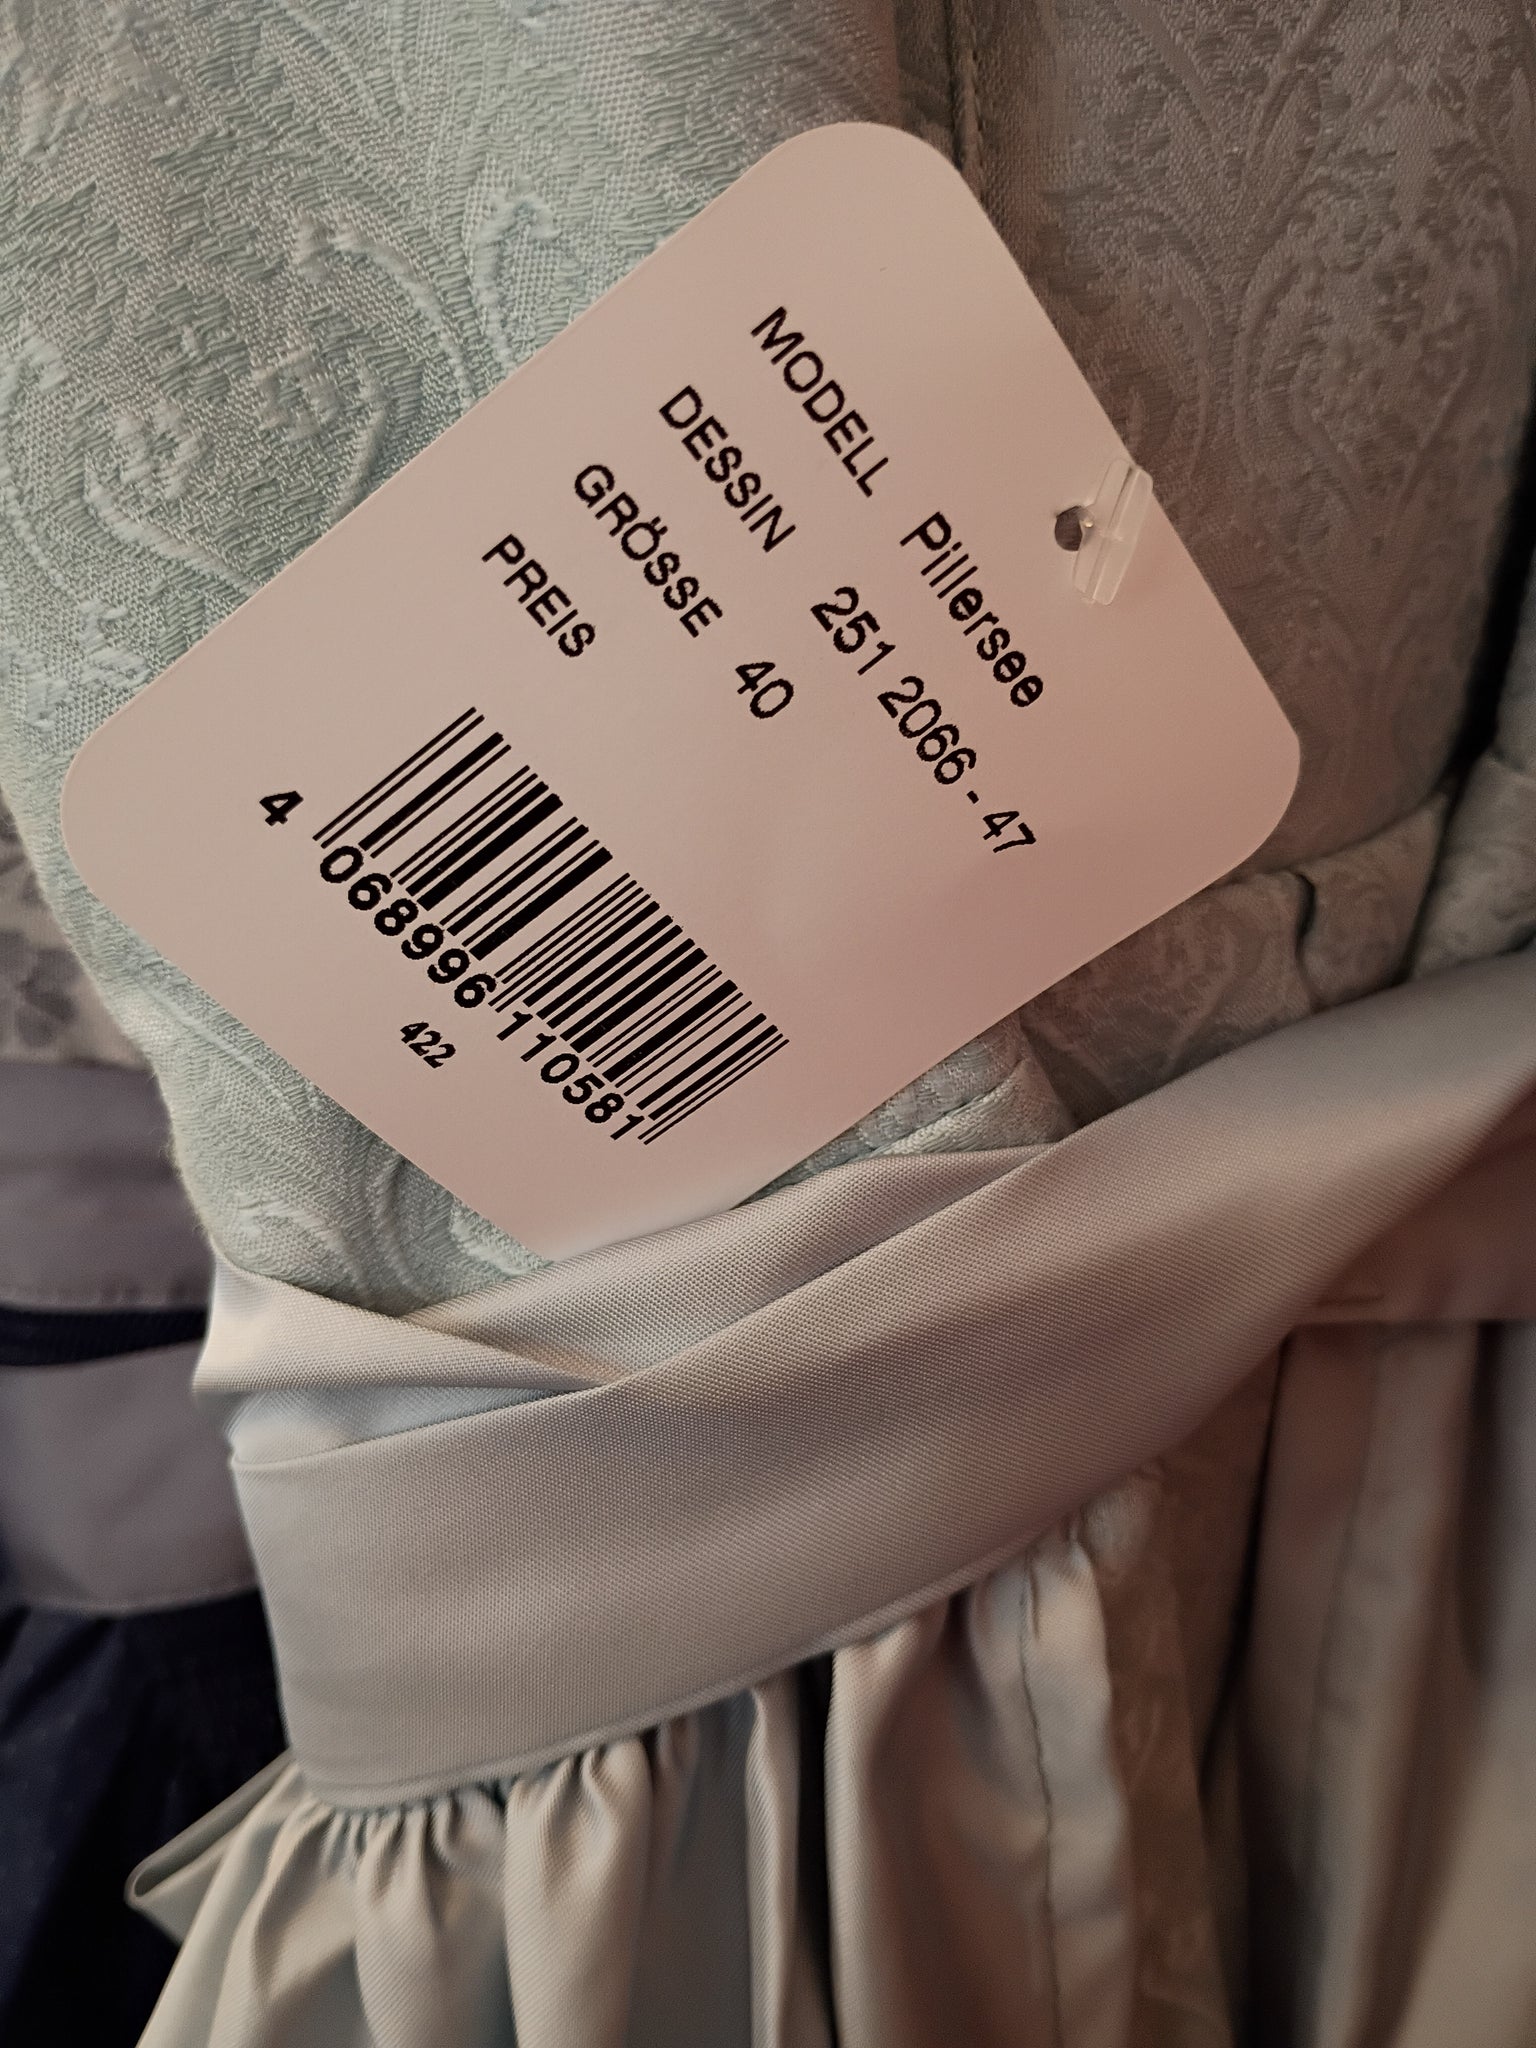 MODELL Pillersee
DESSIN 251 2066 - 47
GRÖSSE 40
PREIS
4 068996 110581
422